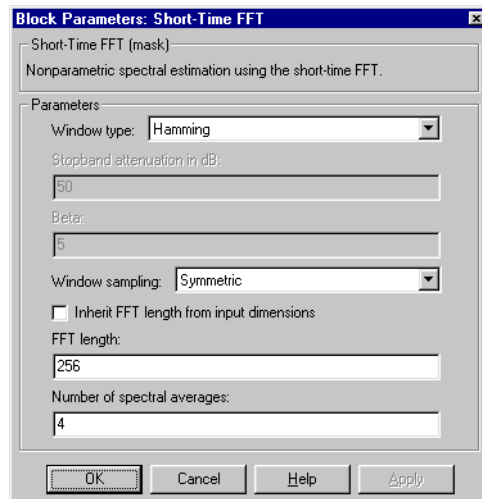 Block Parameters: Short-Time FFT
Short-Time FFT (mask)
Nonparametric spectral estimation using the short-time FFT.
Parameters
Window type: Hamming
Stopband attenuation in dB:
50
Beta:
5
Window sampling: Symmetric
Inherit FFT length from input dimensions
FFT length:
256
Number of spectral averages:
4
OK Cancel Help Apply